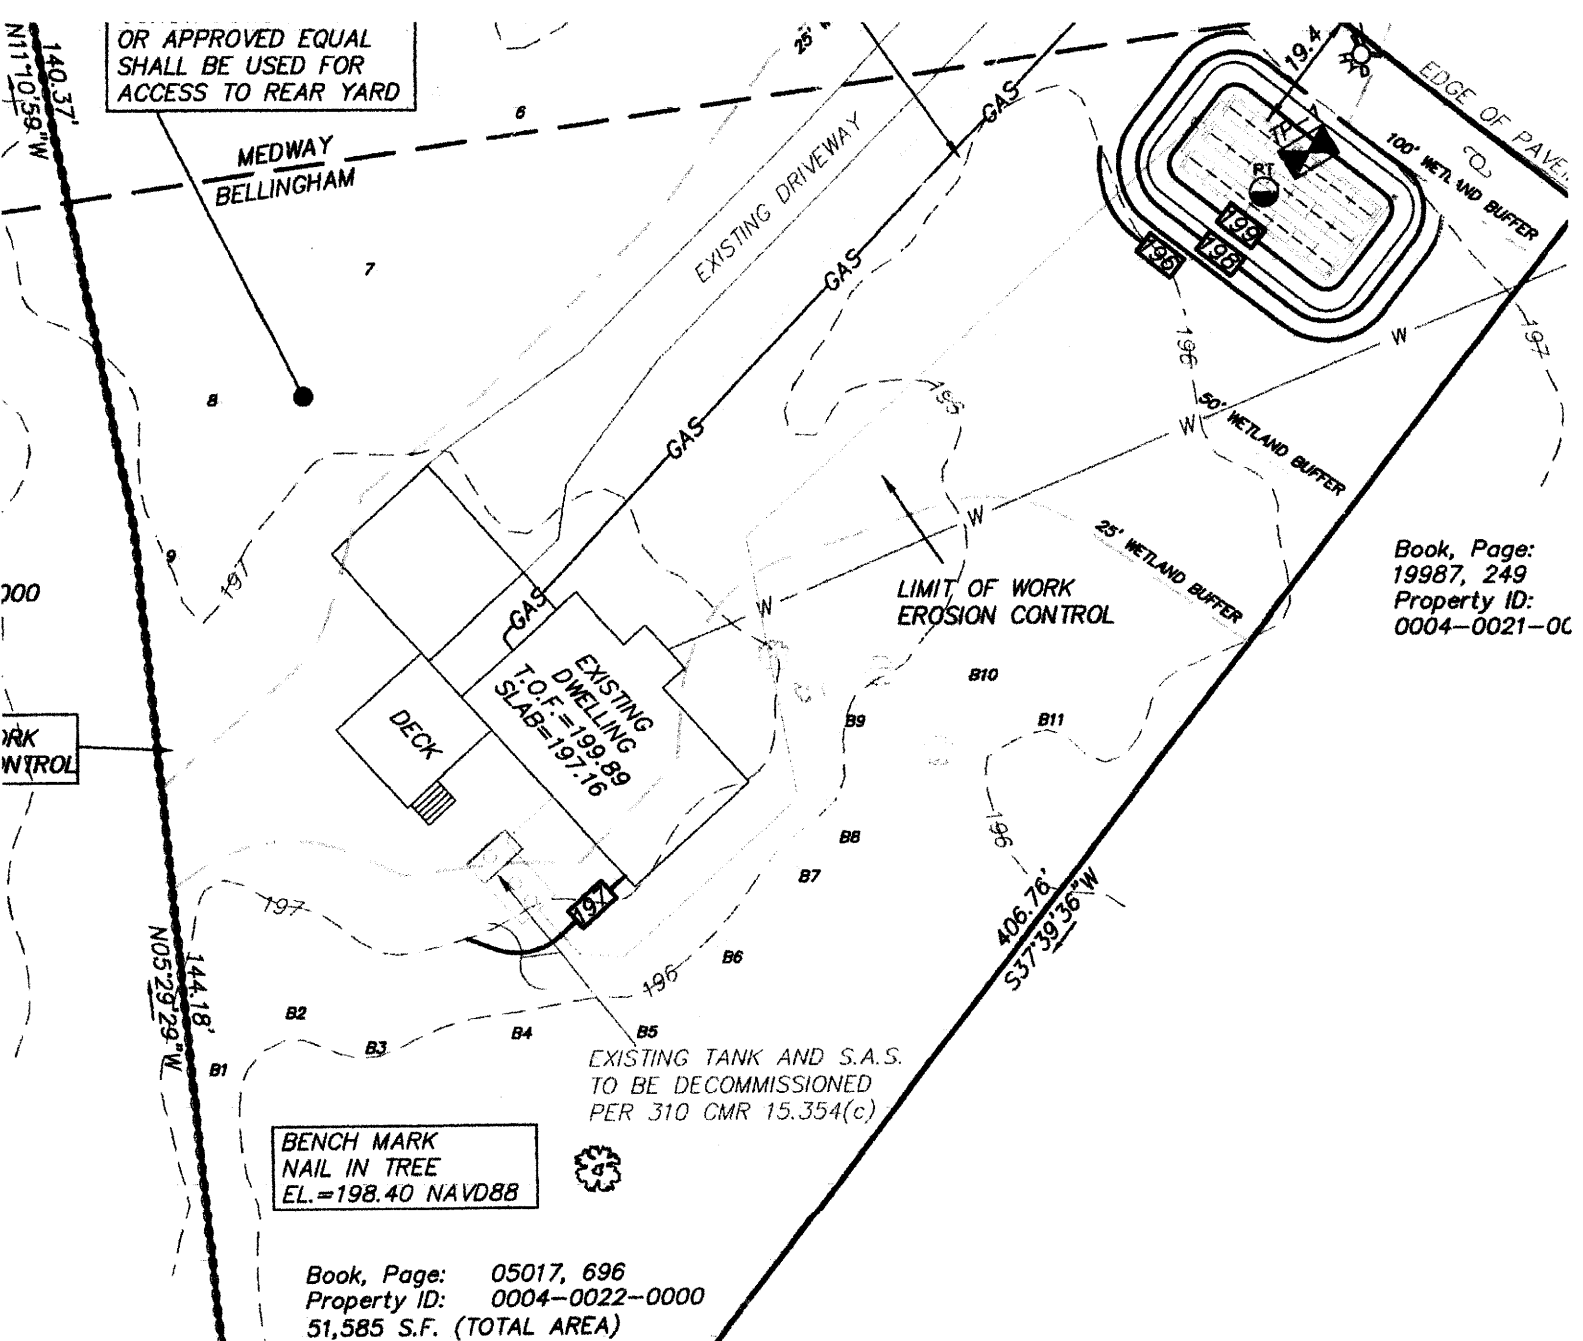 OR APPROVED EQUAL
SHALL BE USED FOR
ACCESS TO REAR YARD
140.37'
N11°10'59"W
MEDWAY
BELLINGHAM
6
7
8
9
25'
19.4
EDGE OF
100' WETLAND BUFFER
EXISTING DRIVEWAY
GAS
GAS
GAS
GAS
RT
199
198
196
196
197
W
W
W
W
50' WETLAND BUFFER
25' WETLAND BUFFER
197
LIMIT OF WORK
EROSION CONTROL
Book, Page:
19987, 249
Property ID:
EXISTING
DWELLING
T.O.F.=199.89
SLAB=197.16
DECK
B10
B11
B9
B8
B7
B6
196
406.76'
S37°39'36"W
197
197
196
144.18'
N05°29'29"W
B1
B2
B3
B4
B5
EXISTING TANK AND S.A.S.
TO BE DECOMMISSIONED
PER 310 CMR 15.354(c)
BENCH MARK
NAIL IN TREE
EL.=198.40 NAVD88
Book, Page: 05017, 696
Property ID: 0004-0022-0000
51,585 S.F. (TOTAL AREA)